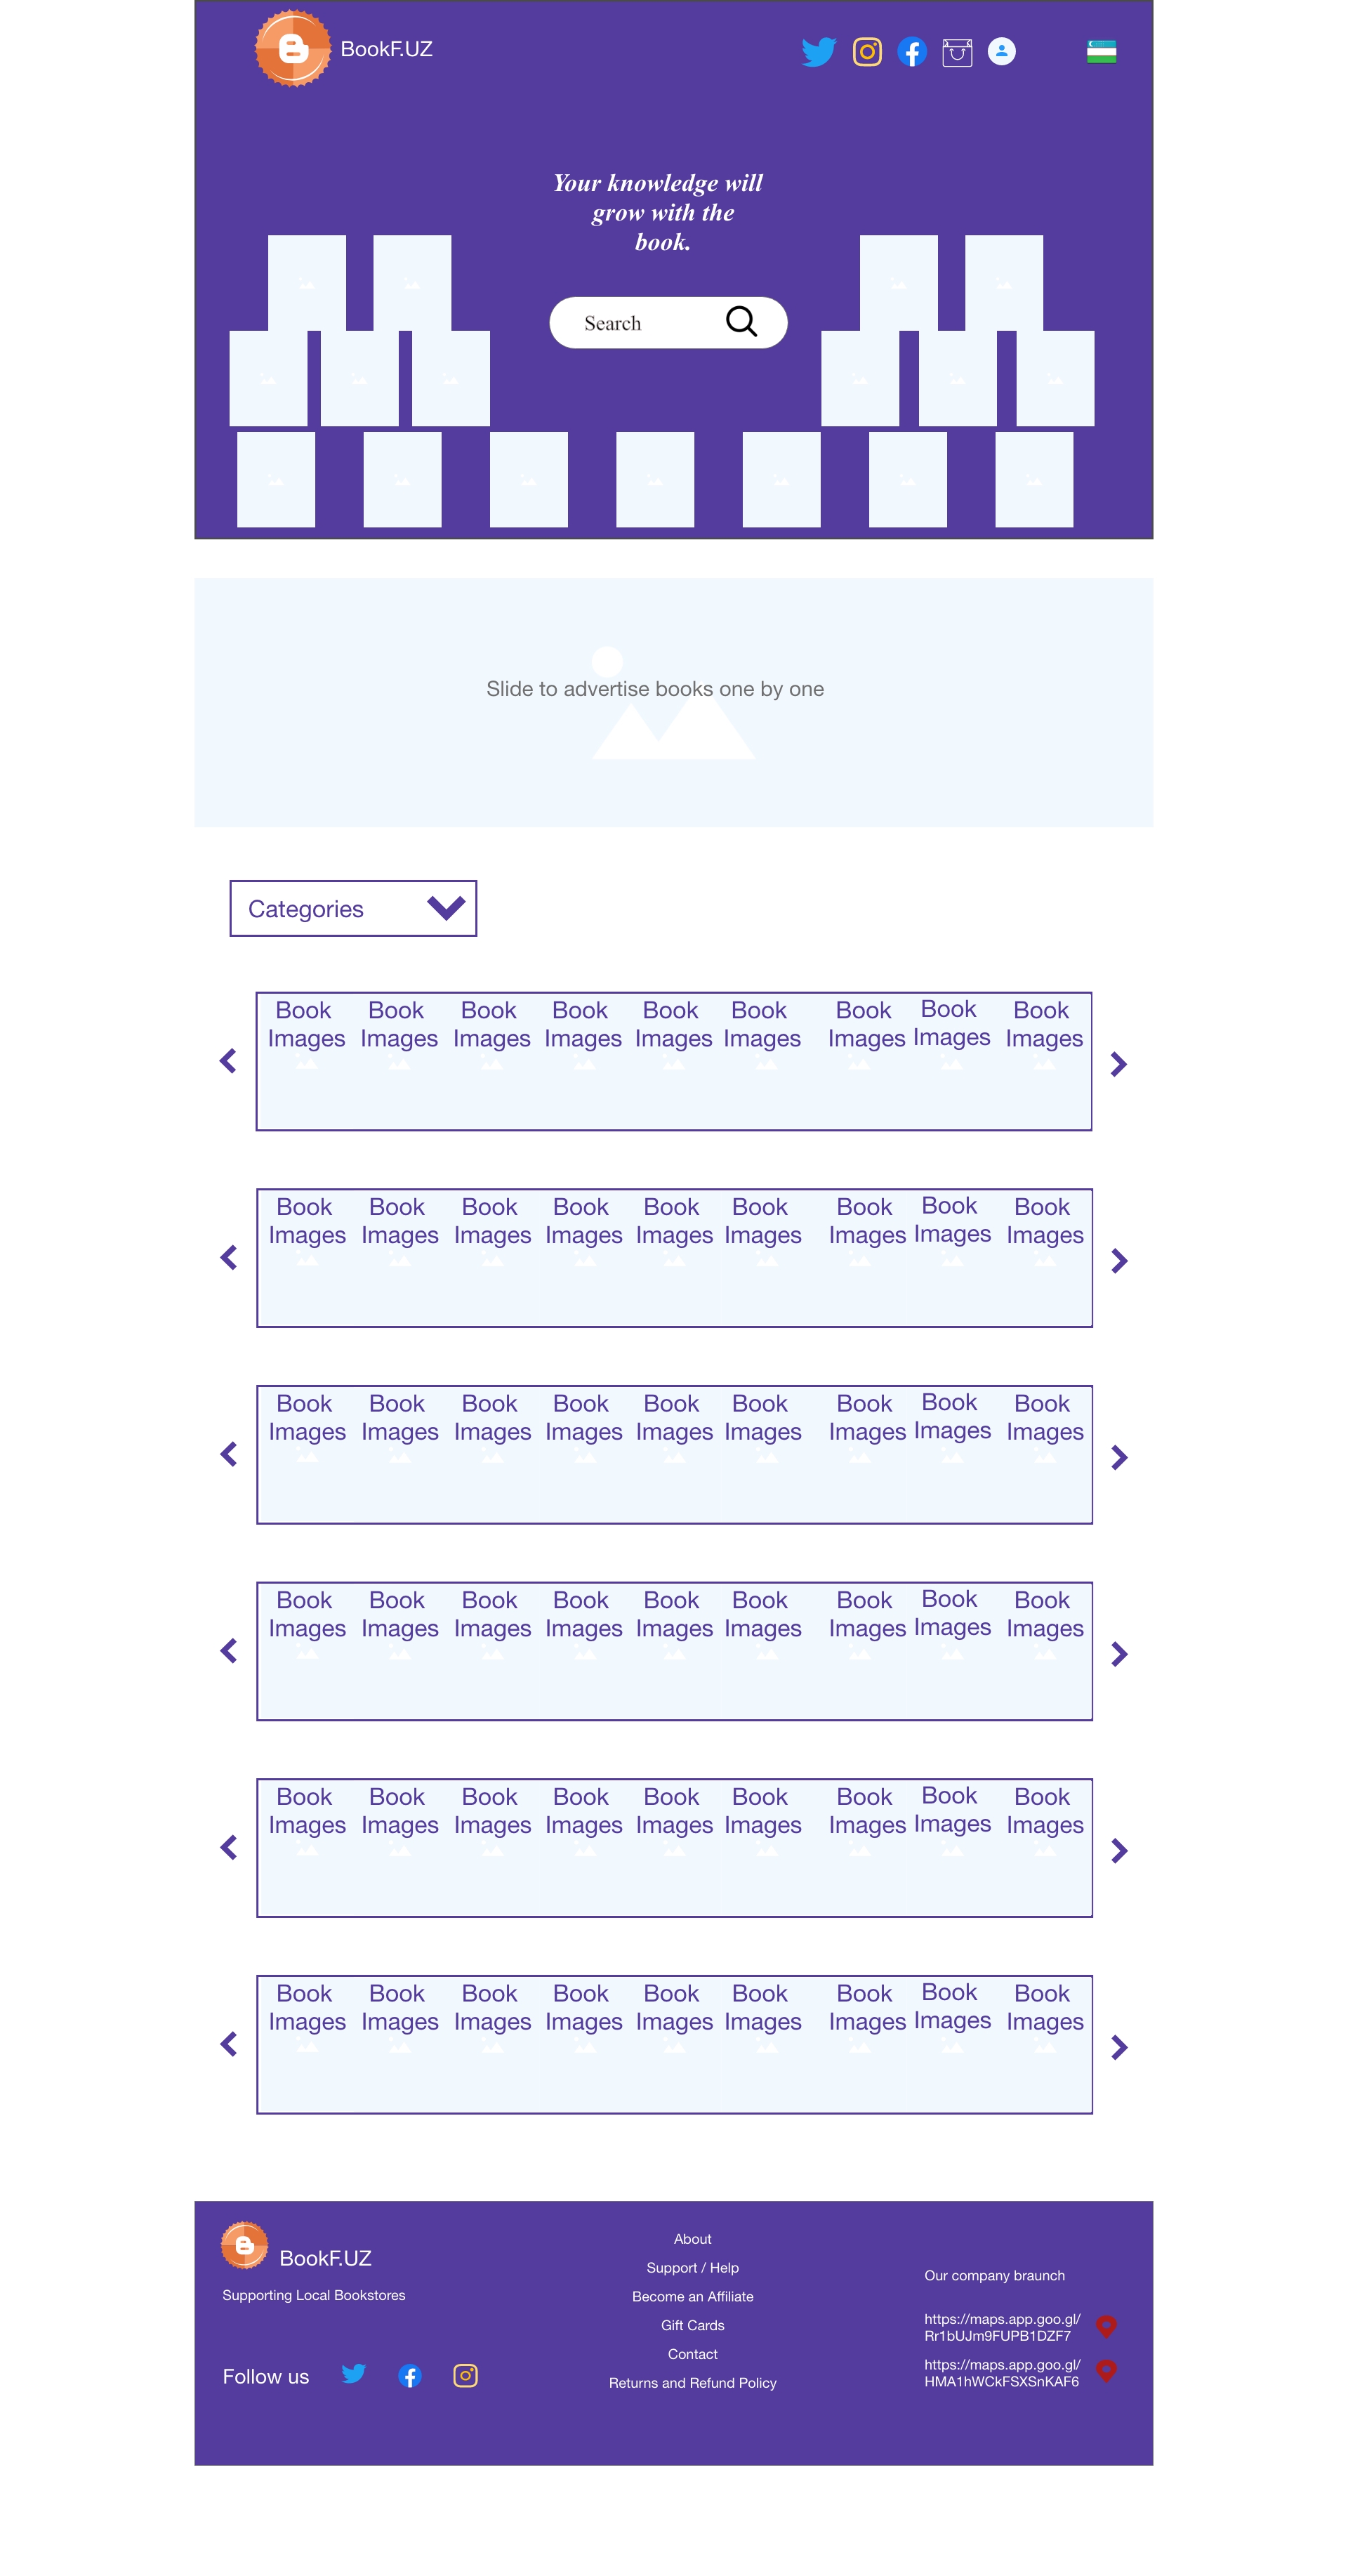 BookF.UZ
Your knowledge will
grow with the
book.
Search
Slide to advertise books one by one
Categories
Book Book Book Book Book Book Book Book Book
Images Images Images Images Images Images Images Images Images
Book Book Book Book Book Book Book Book Book
Images Images Images Images Images Images Images Images Images
Book Book Book Book Book Book Book Book Book
Images Images Images Images Images Images Images Images Images
Book Book Book Book Book Book Book Book Book
Images Images Images Images Images Images Images Images Images
Book Book Book Book Book Book Book Book Book
Images Images Images Images Images Images Images Images Images
Book Book Book Book Book Book Book Book Book
Images Images Images Images Images Images Images Images Images
BookF.UZ
Supporting Local Bookstores
Follow us
About
Support / Help
Become an Affiliate
Gift Cards
Contact
Returns and Refund Policy
Our company braunch
https://maps.app.goo.gl/
Rr1bUJm9FUPB1DZF7
https://maps.app.goo.gl/
HMA1hWCkFSXSnKAF6